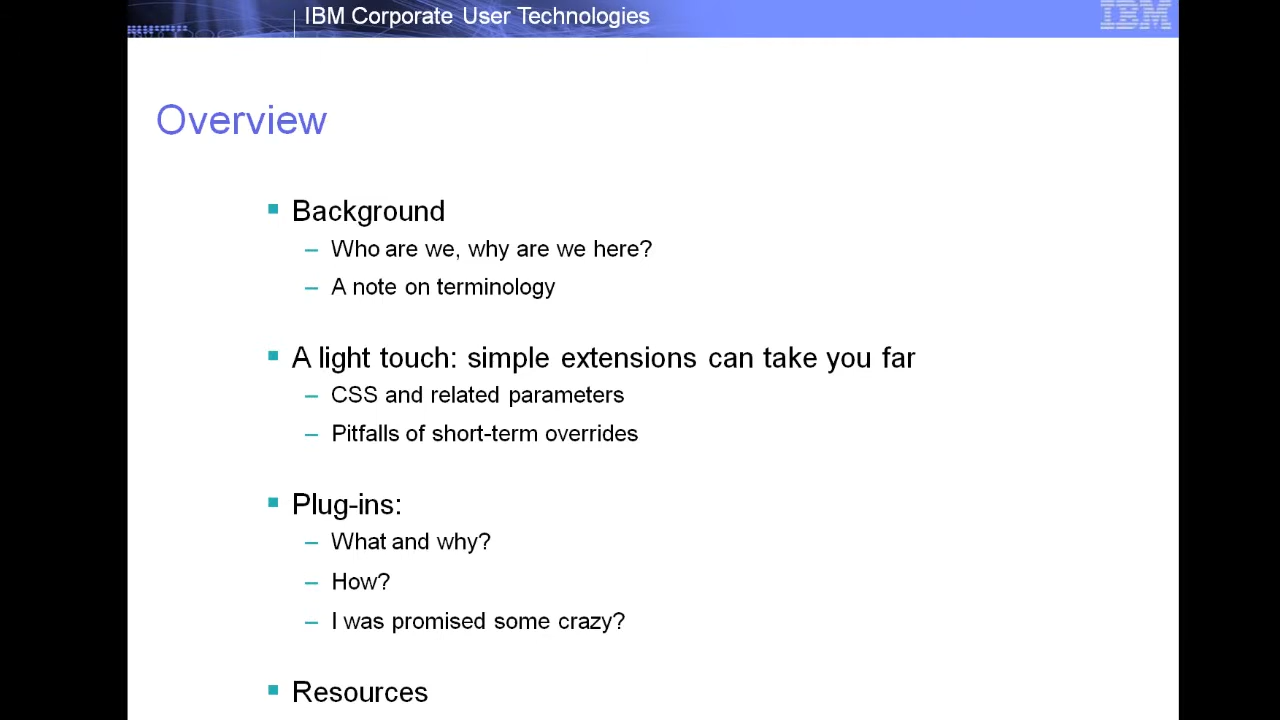 IBM Corporate User Technologies
IBM
Overview
Background
– Who are we, why are we here?
– A note on terminology
A light touch: simple extensions can take you far
– CSS and related parameters
– Pitfalls of short-term overrides
Plug-ins:
– What and why?
– How?
– I was promised some crazy?
Resources